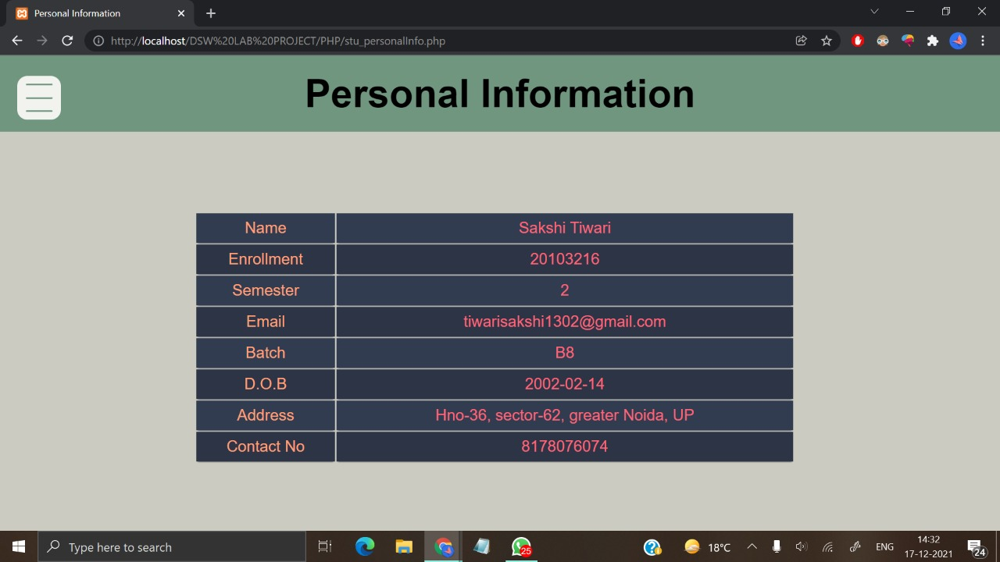 Personal Information
http://localhost/DSW%20LAB%20PROJECT/PHP/stu_personalInfo.php
Personal Information
Name Sakshi Tiwari
Enrollment 20103216
Semester 2
Email tiwarisakshi1302@gmail.com
Batch B8
D.O.B 2002-02-14
Address Hno-36, sector-62, greater Noida, UP
Contact No 8178076074
Type here to search 25 18°C ENG 14:32
17-12-2021 24